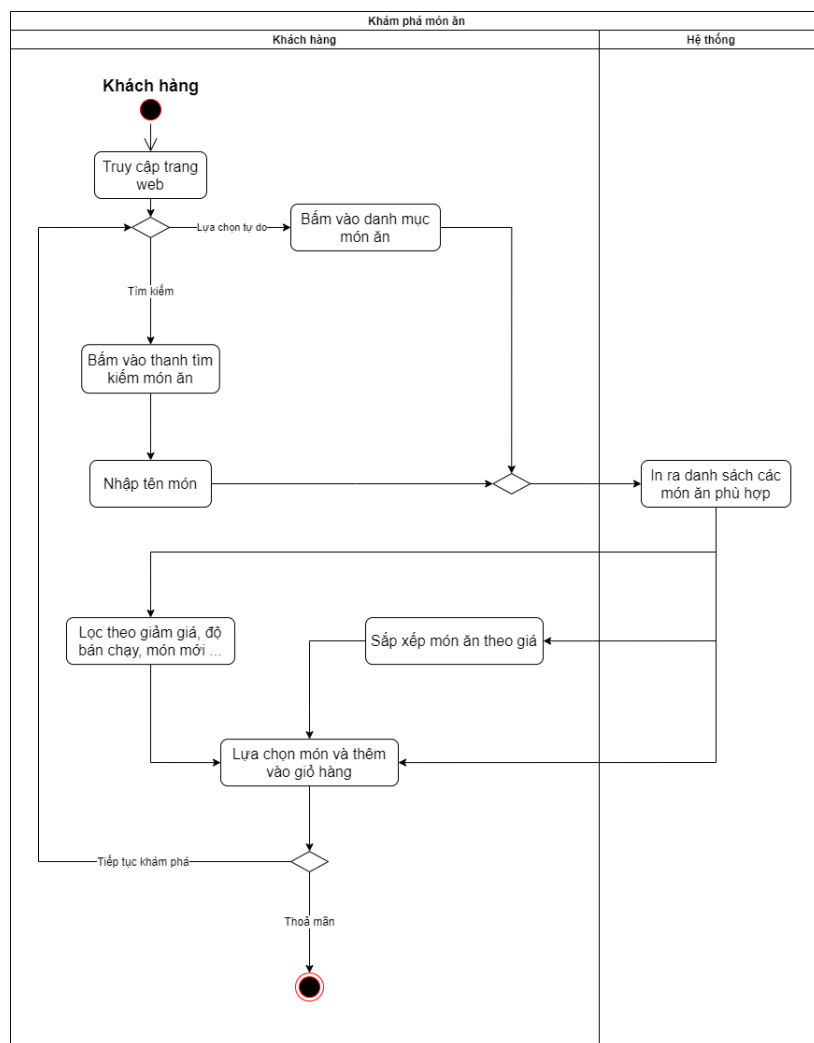 Khám phá món ăn
Khách hàng
Hệ thống
Khách hàng
Truy cập trang
web
Lựa chọn tự do
Bấm vào danh mục
món ăn
Tìm kiếm
Bấm vào thanh tìm
kiếm món ăn
Nhập tên món
In ra danh sách các
món ăn phù hợp
Lọc theo giảm giá, độ
bán chạy, món mới ...
Sắp xếp món ăn theo giá
Lựa chọn món và thêm
vào giỏ hàng
Tiếp tục khám phá
Thoả mãn